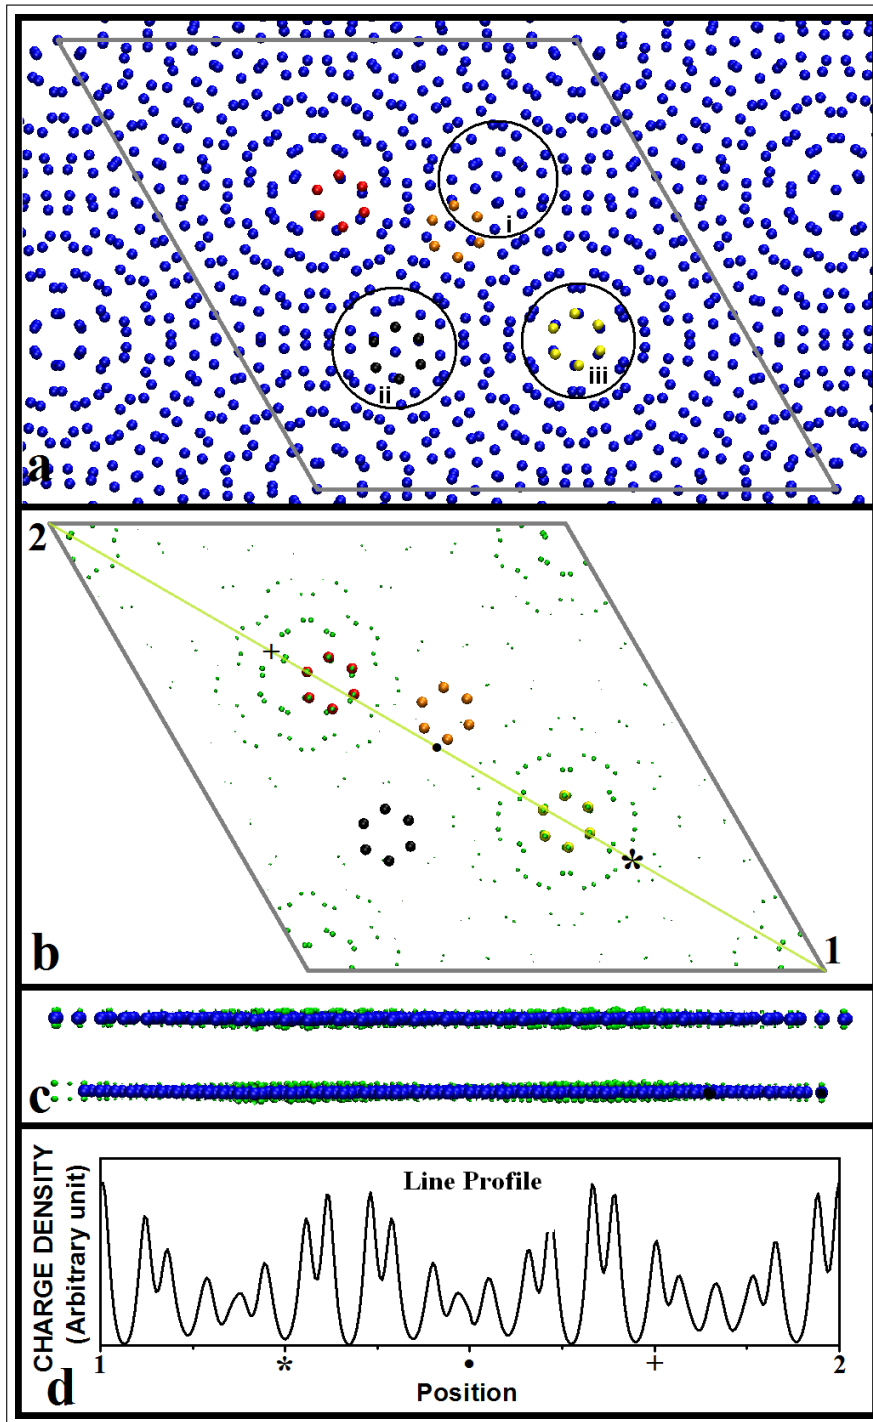 i
ii
iii
a
2
+
*
1
b
c
CHARGE DENSITY
(Arbitrary unit)
Line Profile
1 * • + 2
Position
d